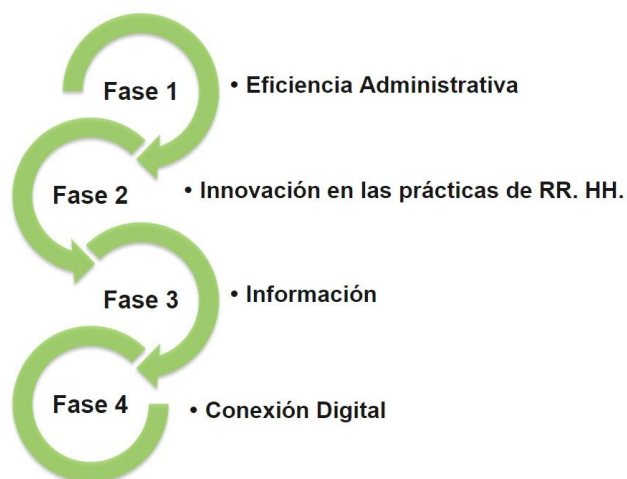 Fase 1
• Eficiencia Administrativa
Fase 2
• Innovación en las prácticas de RR. HH.
Fase 3
• Información
Fase 4
• Conexión Digital